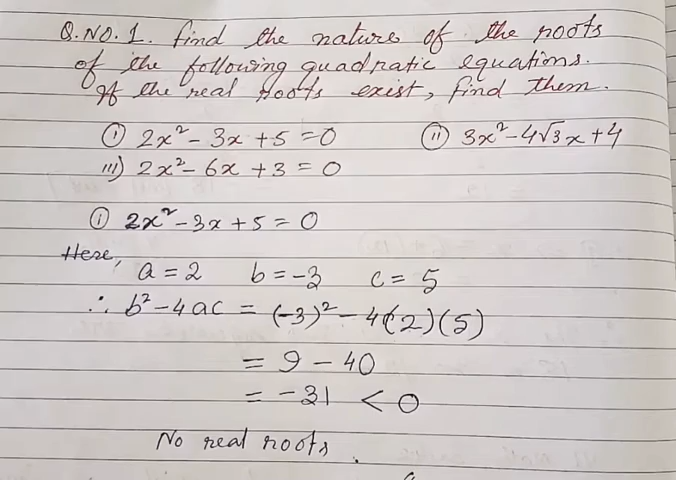 Q.NO.1. find the nature of the roots
of the following quadratic equations.
If the real roots exist, find them.
(i) 2x² - 3x + 5 = 0 (ii) 3x² - 4√3x + 4
(iii) 2x² - 6x + 3 = 0
(i) 2x² - 3x + 5 = 0
Here,
a = 2 b = -3 c = 5
∴ b² - 4ac = (-3)² - 4(2)(5)
= 9 - 40
= -31 < 0
No real roots.